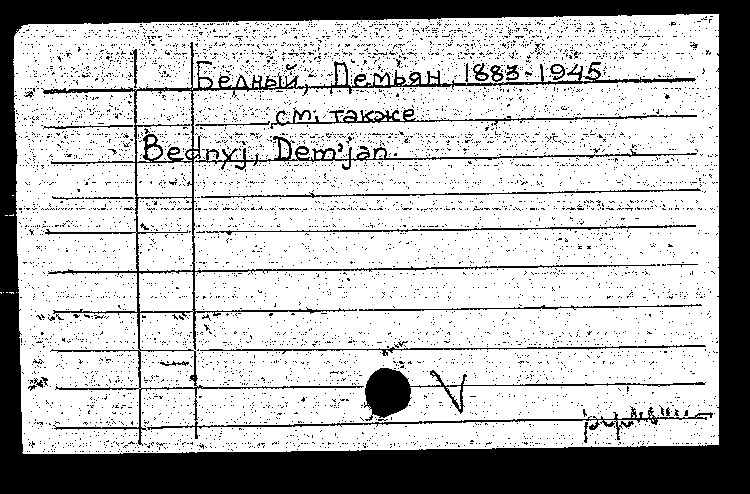 Бедный, Демьян, 1883-1945
см. также
Bednyj, Dem'jan.
V